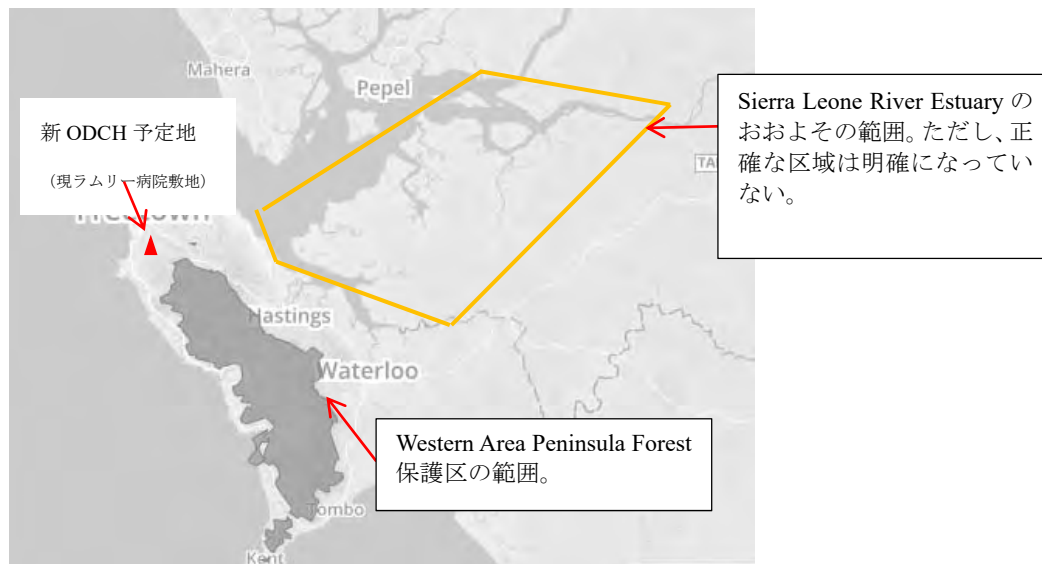 Mahera
Pepel
Sierra Leone River Estuary の
おおよその範囲。ただし、正
確な区域は明確になってい
ない。
新 ODCH 予定地
（現ラムリー病院敷地）
Freetown
Hastings
Waterloo
Western Area Peninsula Forest
保護区の範囲。
Tombo
Kent